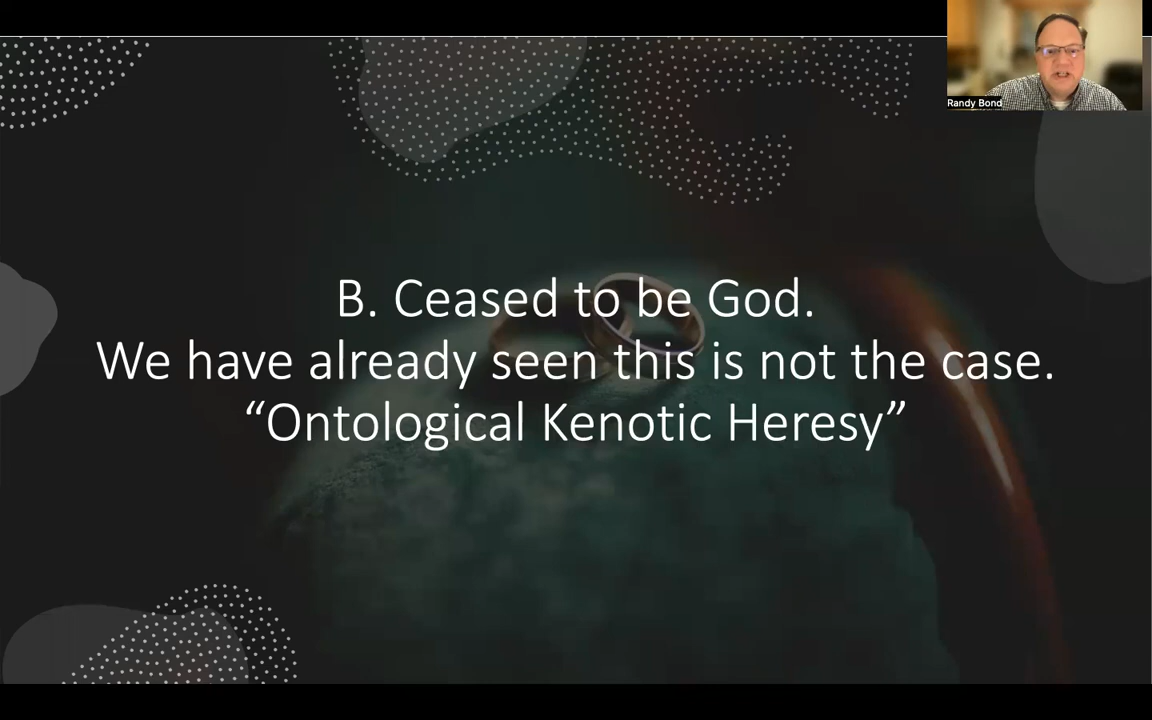 Randy Bond
B. Ceased to be God.
We have already seen this is not the case.
“Ontological Kenotic Heresy”